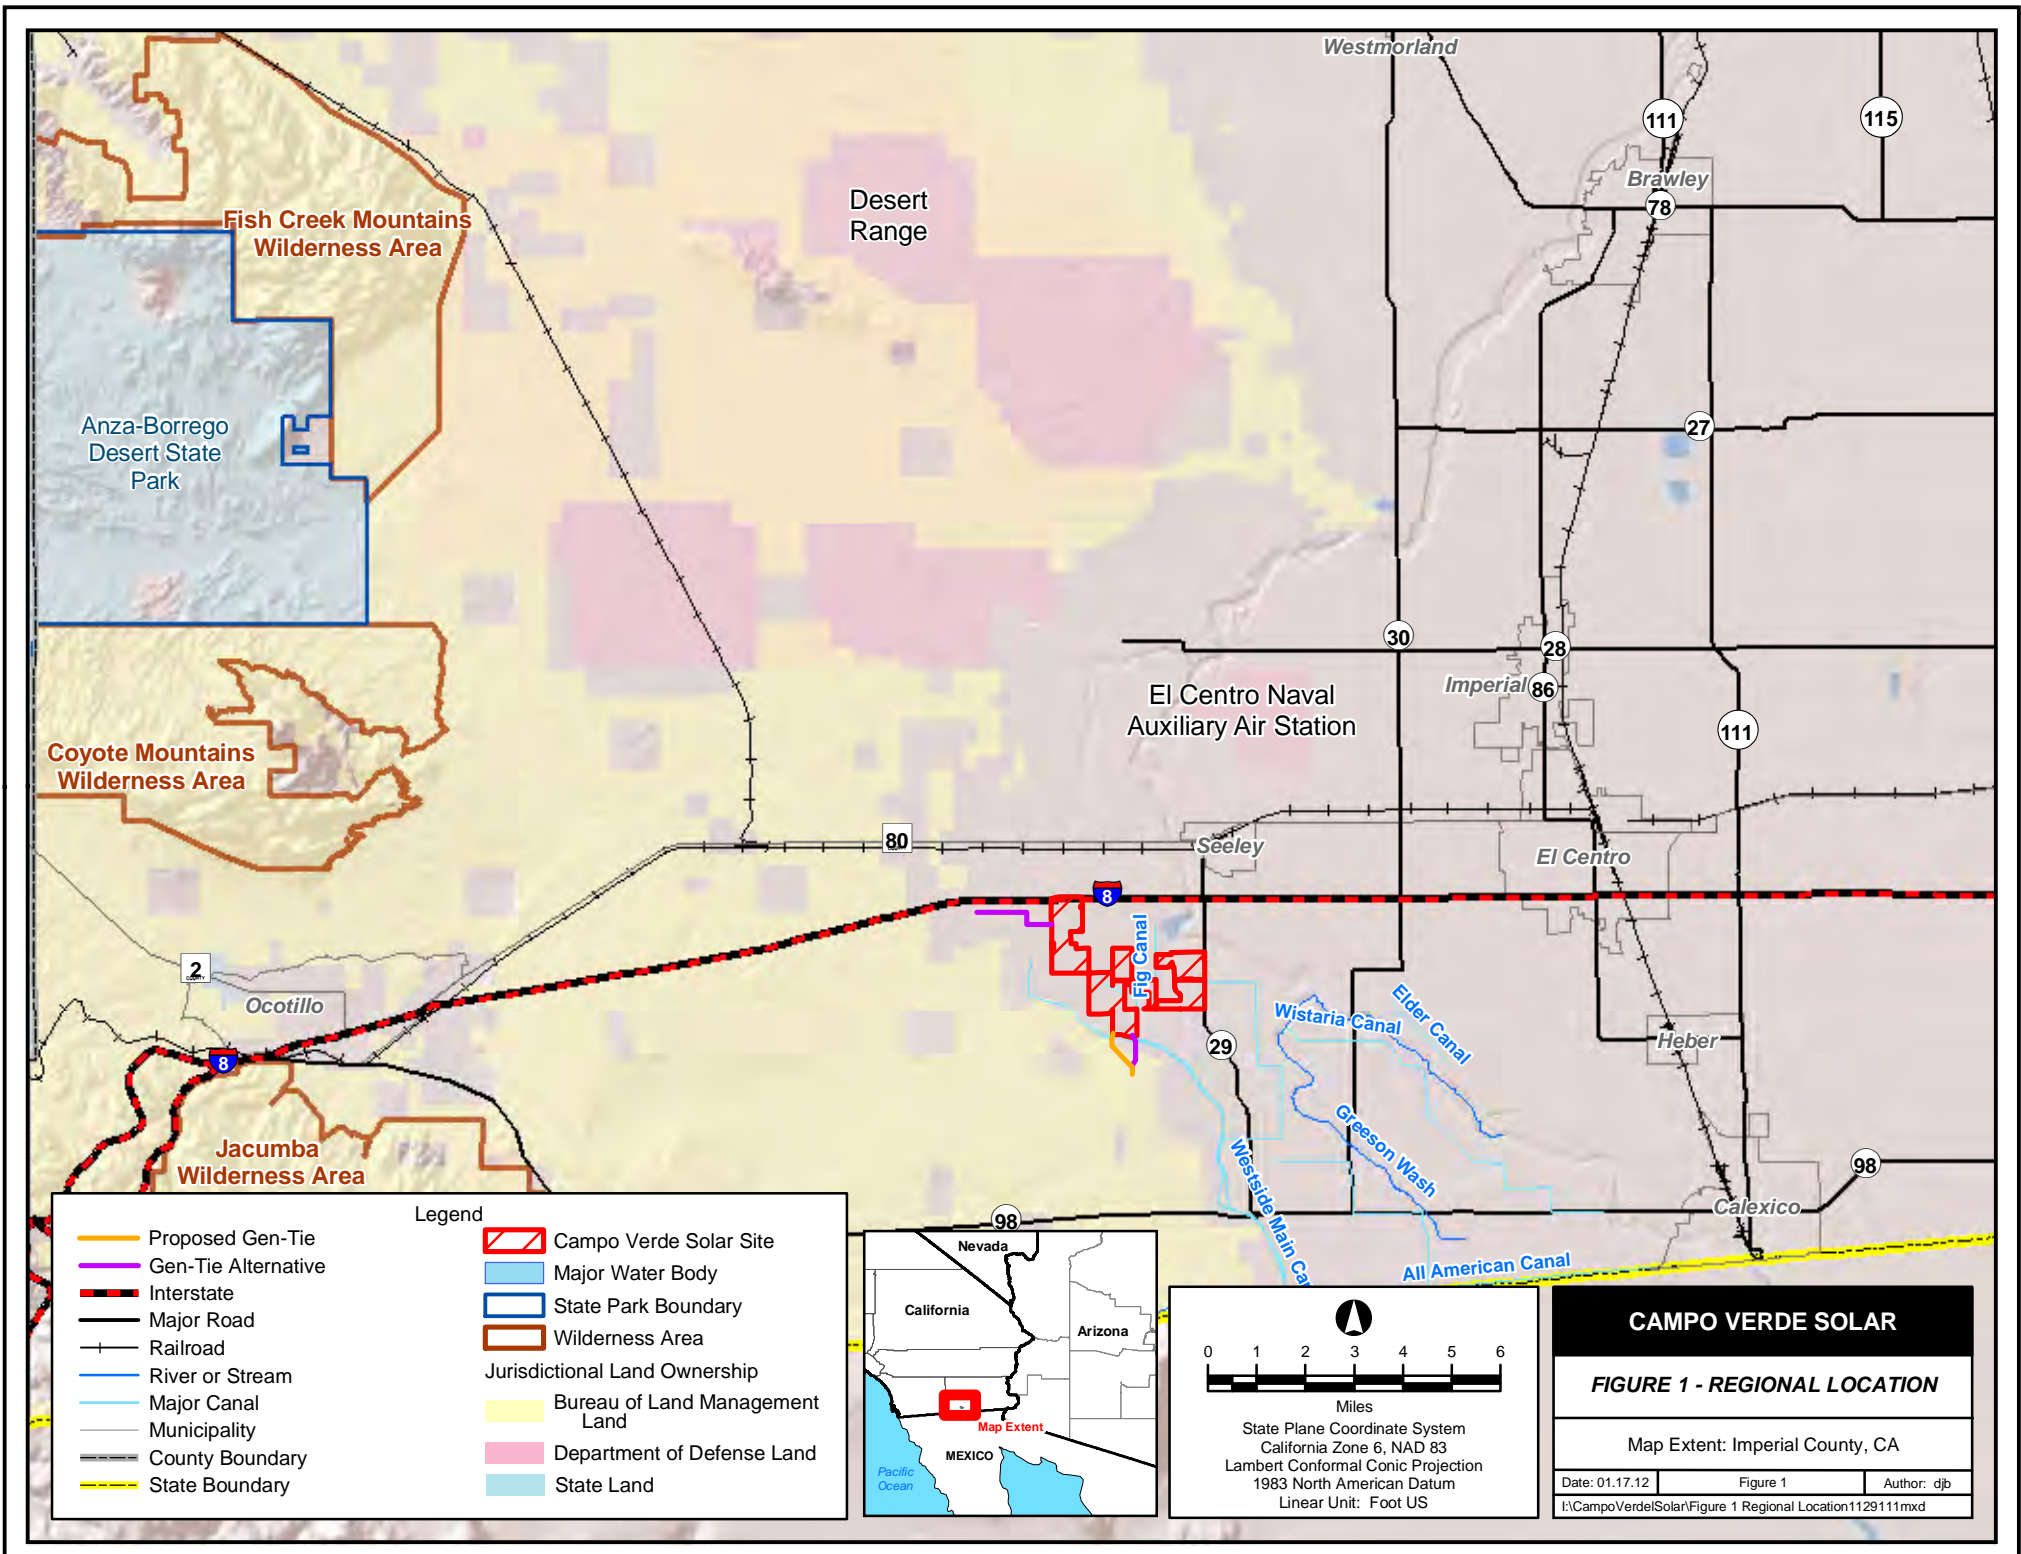 Westmorland
111
115
Brawley
78
Desert
Range
Fish Creek Mountains
Wilderness Area
Anza-Borrego
Desert State
Park
27
30
28
Imperial
86
El Centro Naval
Auxiliary Air Station
111
Coyote Mountains
Wilderness Area
80
Seeley
El Centro
8
Fig Canal
2
COUNTY
Ocotillo
Wistaria Canal
Elder Canal
29
Heber
8
Greeson Wash
Jacumba
Wilderness Area
98
Westside Main Ca
Calexico
98
All American Canal
Legend
Proposed Gen-Tie
Gen-Tie Alternative
Interstate
Major Road
Railroad
River or Stream
Major Canal
Municipality
County Boundary
State Boundary
Campo Verde Solar Site
Major Water Body
State Park Boundary
Wilderness Area
Jurisdictional Land Ownership
Bureau of Land Management
Land
Department of Defense Land
State Land
Nevada
California
Arizona
Map Extent
MEXICO
Pacific
Ocean
0 1 2 3 4 5 6
Miles
State Plane Coordinate System
California Zone 6, NAD 83
Lambert Conformal Conic Projection
1983 North American Datum
Linear Unit: Foot US
CAMPO VERDE SOLAR
FIGURE 1 - REGIONAL LOCATION
Map Extent: Imperial County, CA
Date: 01.17.12
Figure 1
Author: djb
I:\CampoVerdelSolar\Figure 1 Regional Location1129111mxd